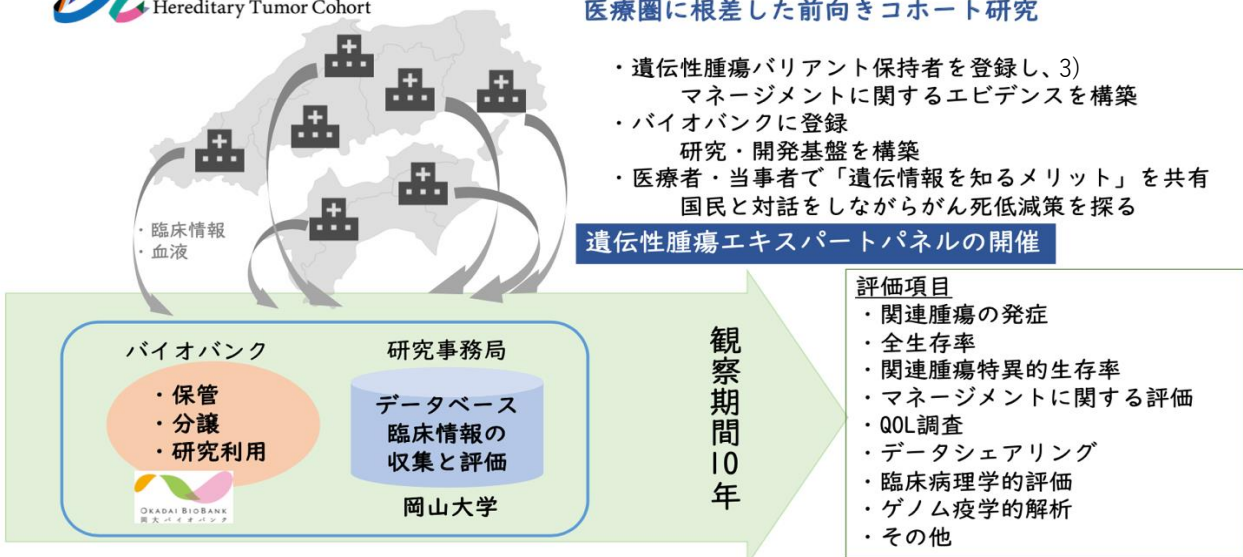 Hereditary Tumor Cohort
医療圏に根差した前向きコホート研究
・遺伝性腫瘍バリアント保持者を登録し、3)
マネージメントに関するエビデンスを構築
・バイオバンクに登録
研究・開発基盤を構築
・医療者・当事者で「遺伝情報を知るメリット」を共有
国民と対話をしながらがん死低減策を探る
遺伝性腫瘍エキスパートパネルの開催
・臨床情報
・血液
バイオバンク
・保管
・分譲
・研究利用
OKADAI BIOBANK
岡大バイオバンク
研究事務局
データベース
臨床情報の
収集と評価
岡山大学
観察期間10年
評価項目
・関連腫瘍の発症
・全生存率
・関連腫瘍特異的生存率
・マネージメントに関する評価
・QOL調査
・データシェアリング
・臨床病理学的評価
・ゲノム疫学的解析
・その他